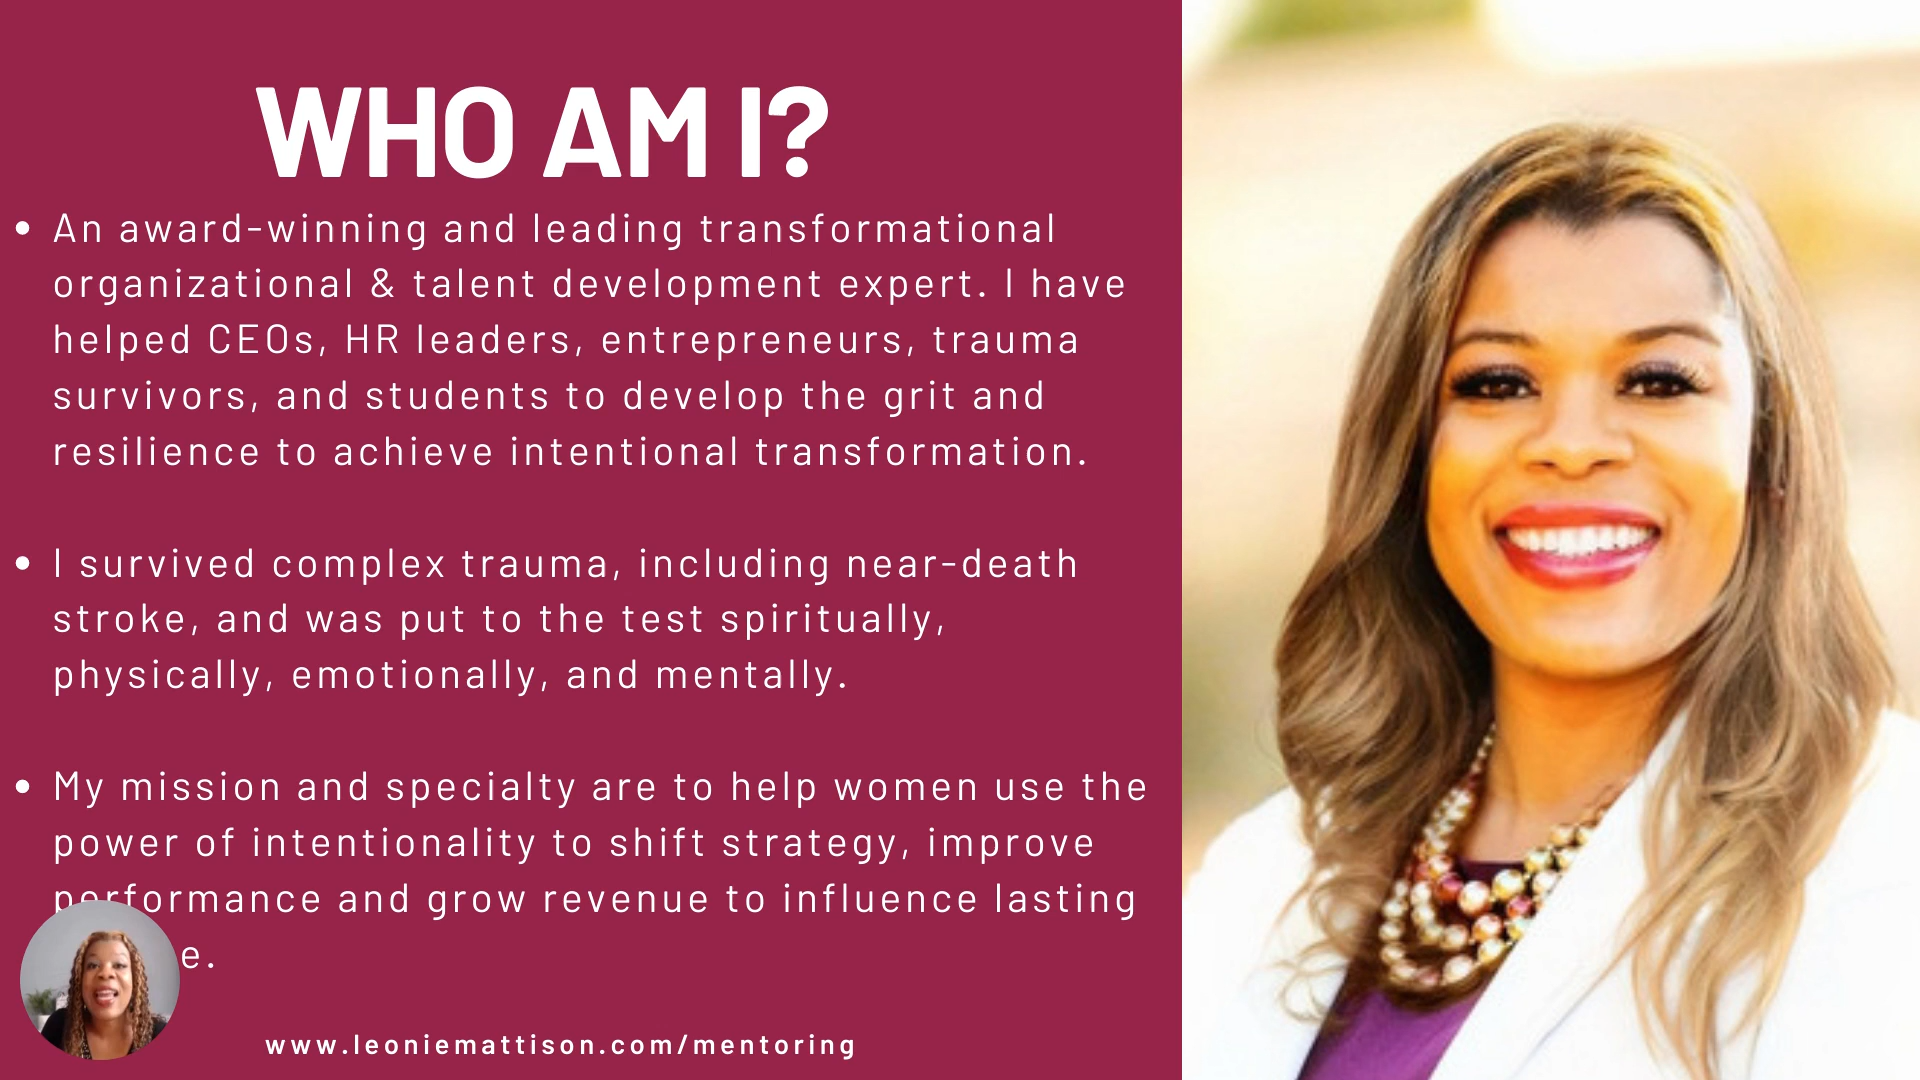 WHO AM I?
• An award-winning and leading transformational
organizational & talent development expert. I have
helped CEOs, HR leaders, entrepreneurs, trauma
survivors, and students to develop the grit and
resilience to achieve intentional transformation.
• I survived complex trauma, including near-death
stroke, and was put to the test spiritually,
physically, emotionally, and mentally.
• My mission and specialty are to help women use the
power of intentionality to shift strategy, improve
performance and grow revenue to influence lasting
www.leoniemattison.com/mentoring